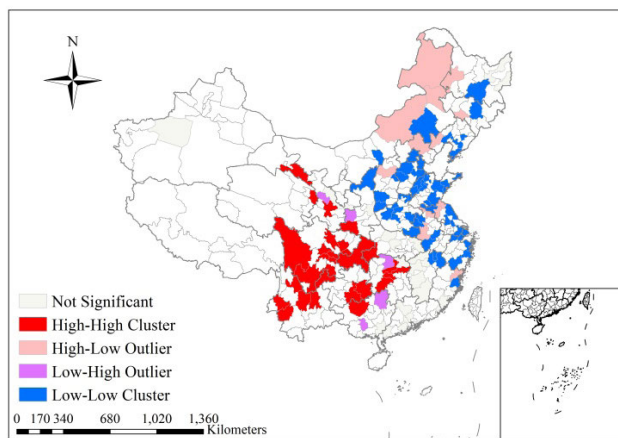 N
Not Significant
High-High Cluster
High-Low Outlier
Low-High Outlier
Low-Low Cluster
0 170 340 680 1,020 1,360
Kilometers